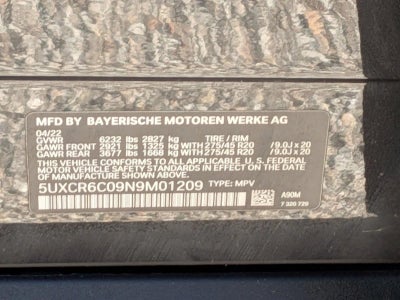 MFD BY BAYERISCHE MOTOREN WERKE AG
04/22
GVWR 6232 lbs 2827 kg TIRE / RIM
GAWR FRONT 2921 lbs 1325 kg 275/45 R20 / 9.0J x 20
GAWR REAR 3677 lbs 1668 kg 275/45 R20 / 9.0J x 20
THIS VEHICLE CONFORMS TO ALL APPLICABLE U.S. FEDERAL
MOTOR VEHICLE SAFETY STANDARDS IN EFFECT ON THE
DATE OF MANUFACTURE SHOWN ABOVE.
5UXCR6C09N9M01209 TYPE: MPV
A90M
7 320 729